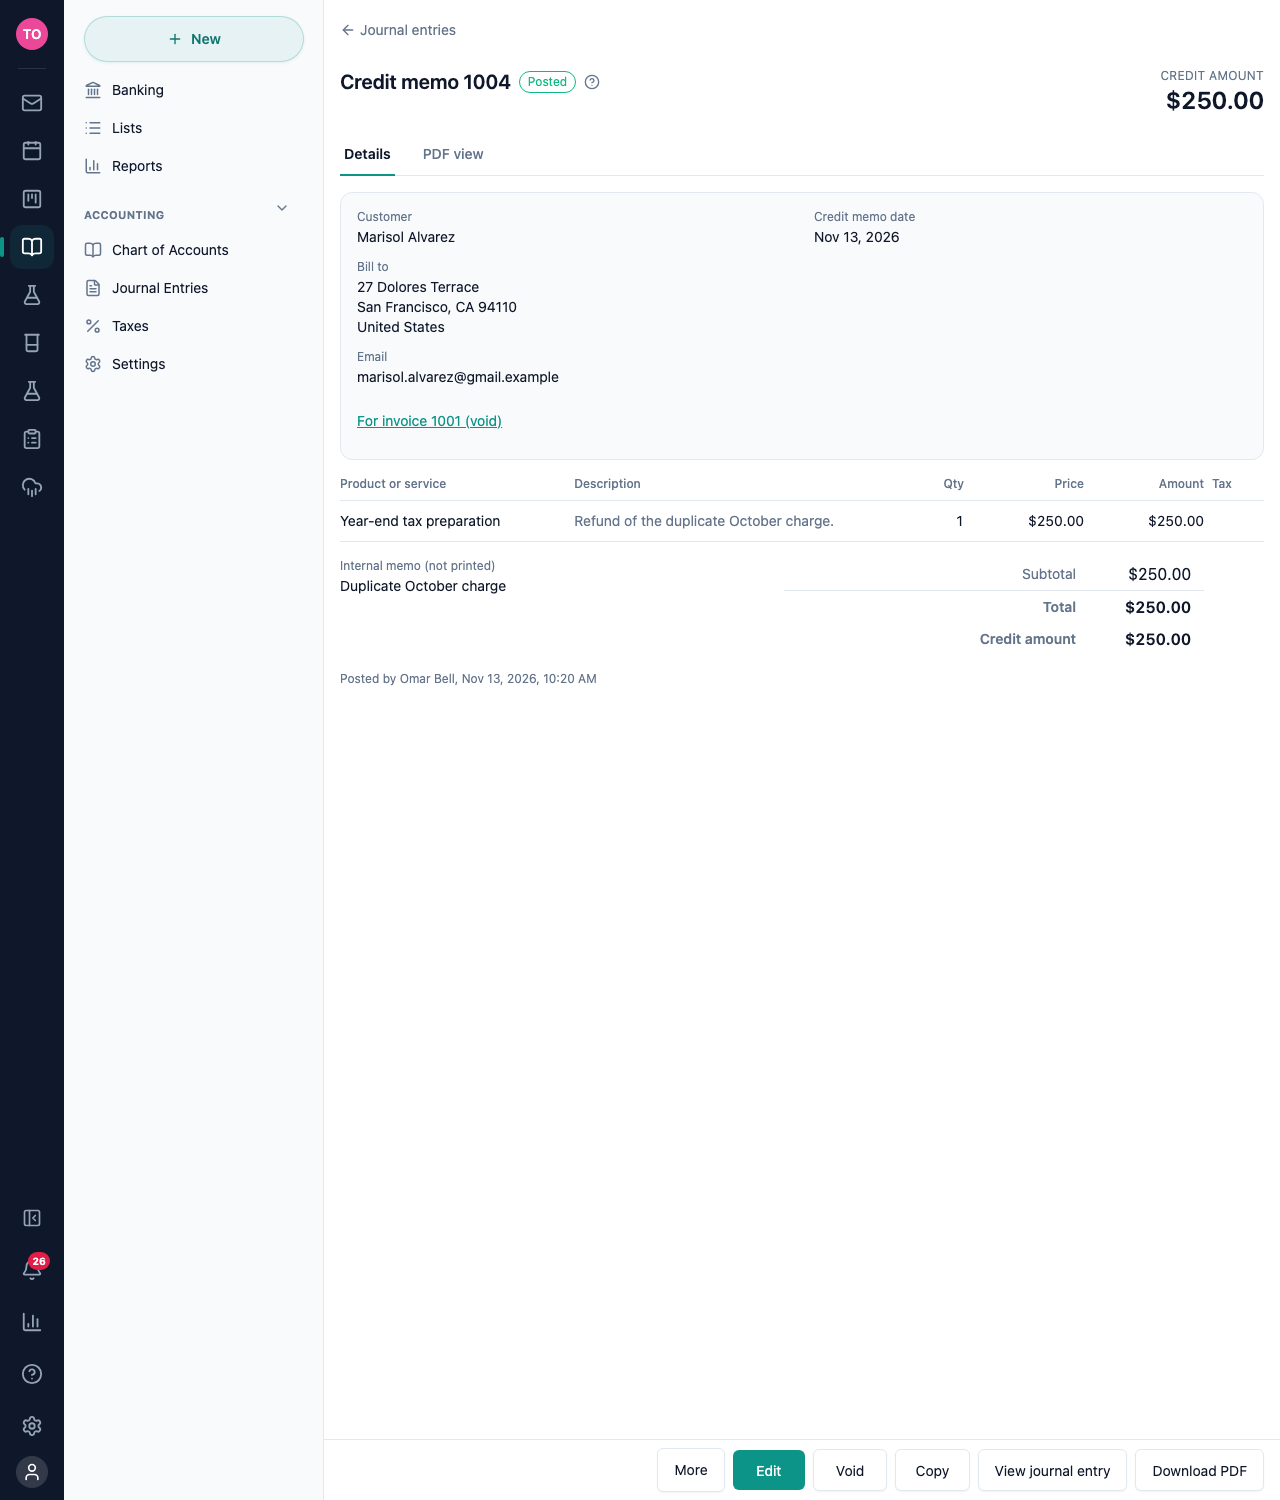 TO
New
Banking
Lists
Reports
ACCOUNTING
Chart of Accounts
Journal Entries
Taxes
Settings
26
Journal entries
Credit memo 1004 Posted
CREDIT AMOUNT
$250.00
Details PDF view
Customer
Marisol Alvarez
Credit memo date
Nov 13, 2026
Bill to
27 Dolores Terrace
San Francisco, CA 94110
United States
Email
marisol.alvarez@gmail.example
For invoice 1001 (void)
Product or service Description Qty Price Amount Tax
Year-end tax preparation Refund of the duplicate October charge. 1 $250.00 $250.00
Internal memo (not printed)
Duplicate October charge
Subtotal $250.00
Total $250.00
Credit amount $250.00
Posted by Omar Bell, Nov 13, 2026, 10:20 AM
More Edit Void Copy View journal entry Download PDF